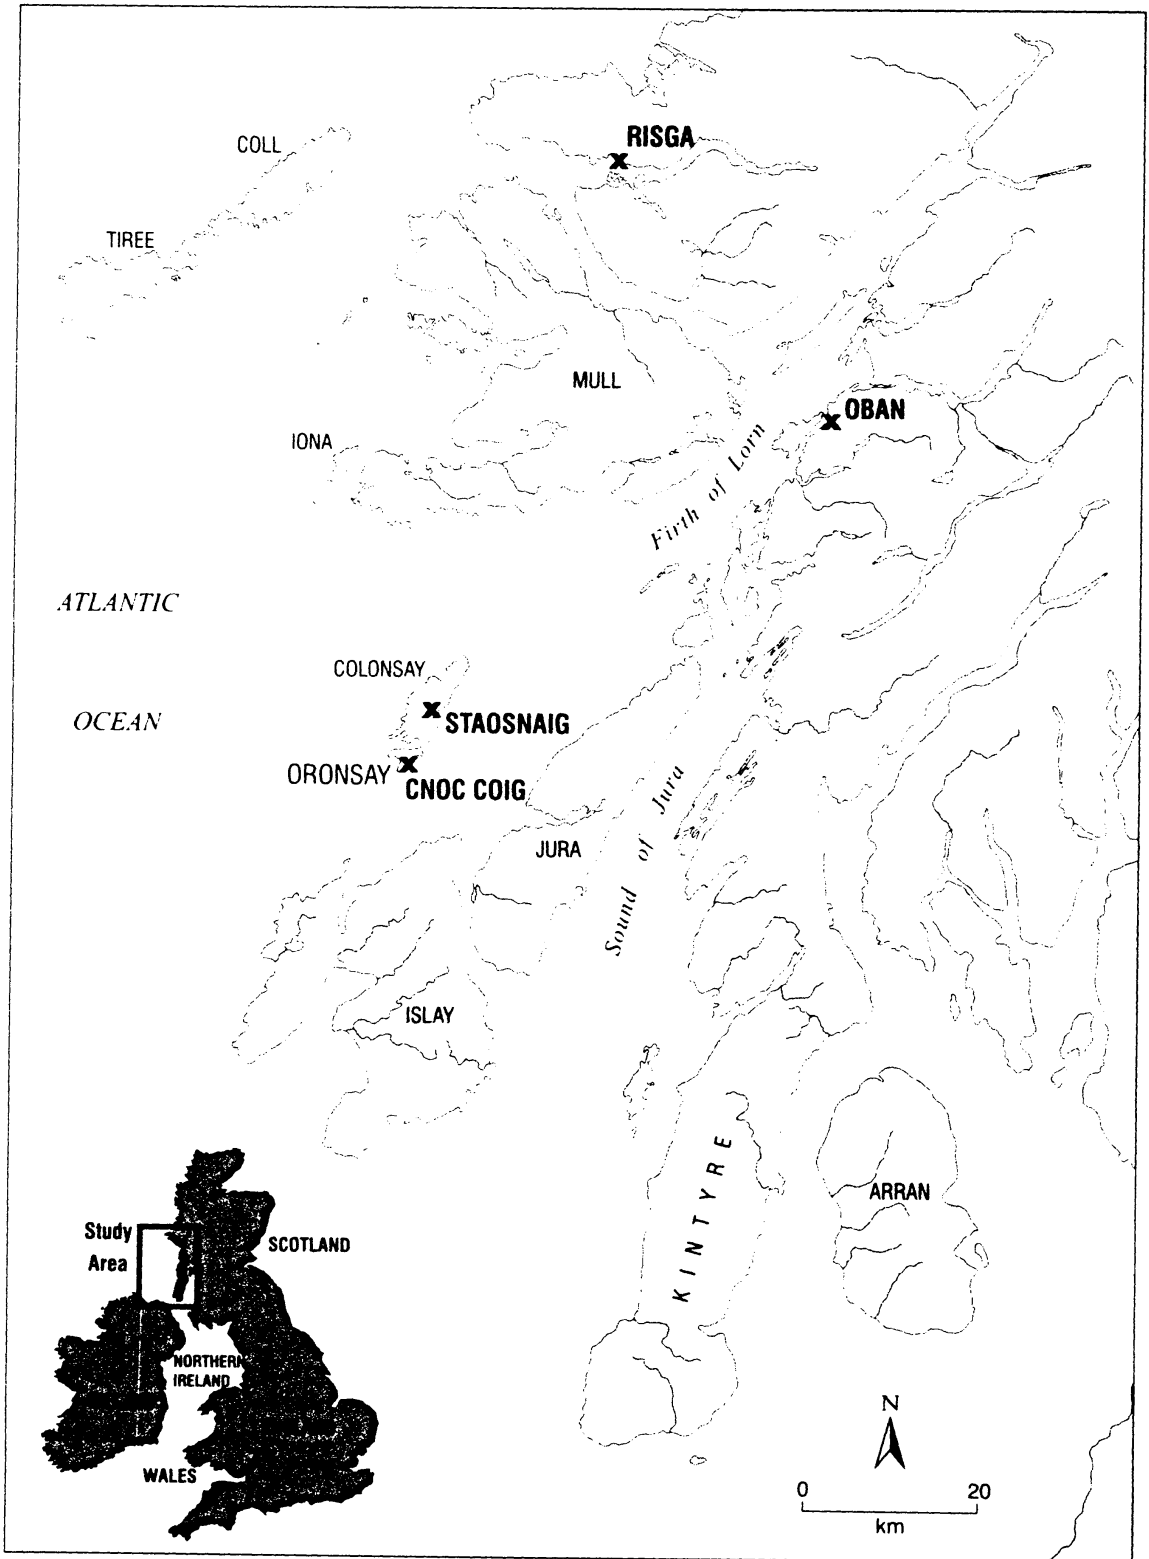 RISGA
COLL
TIREE
MULL
OBAN
IONA
Firth of Lorn
ATLANTIC
COLONSAY
OCEAN
STAOSNAIG
ORONSAY
CNOC COIG
JURA
Sound of Jura
ISLAY
KINTYRE
ARRAN
Study
Area
SCOTLAND
NORTHERN
IRELAND
WALES
N
0 20
km